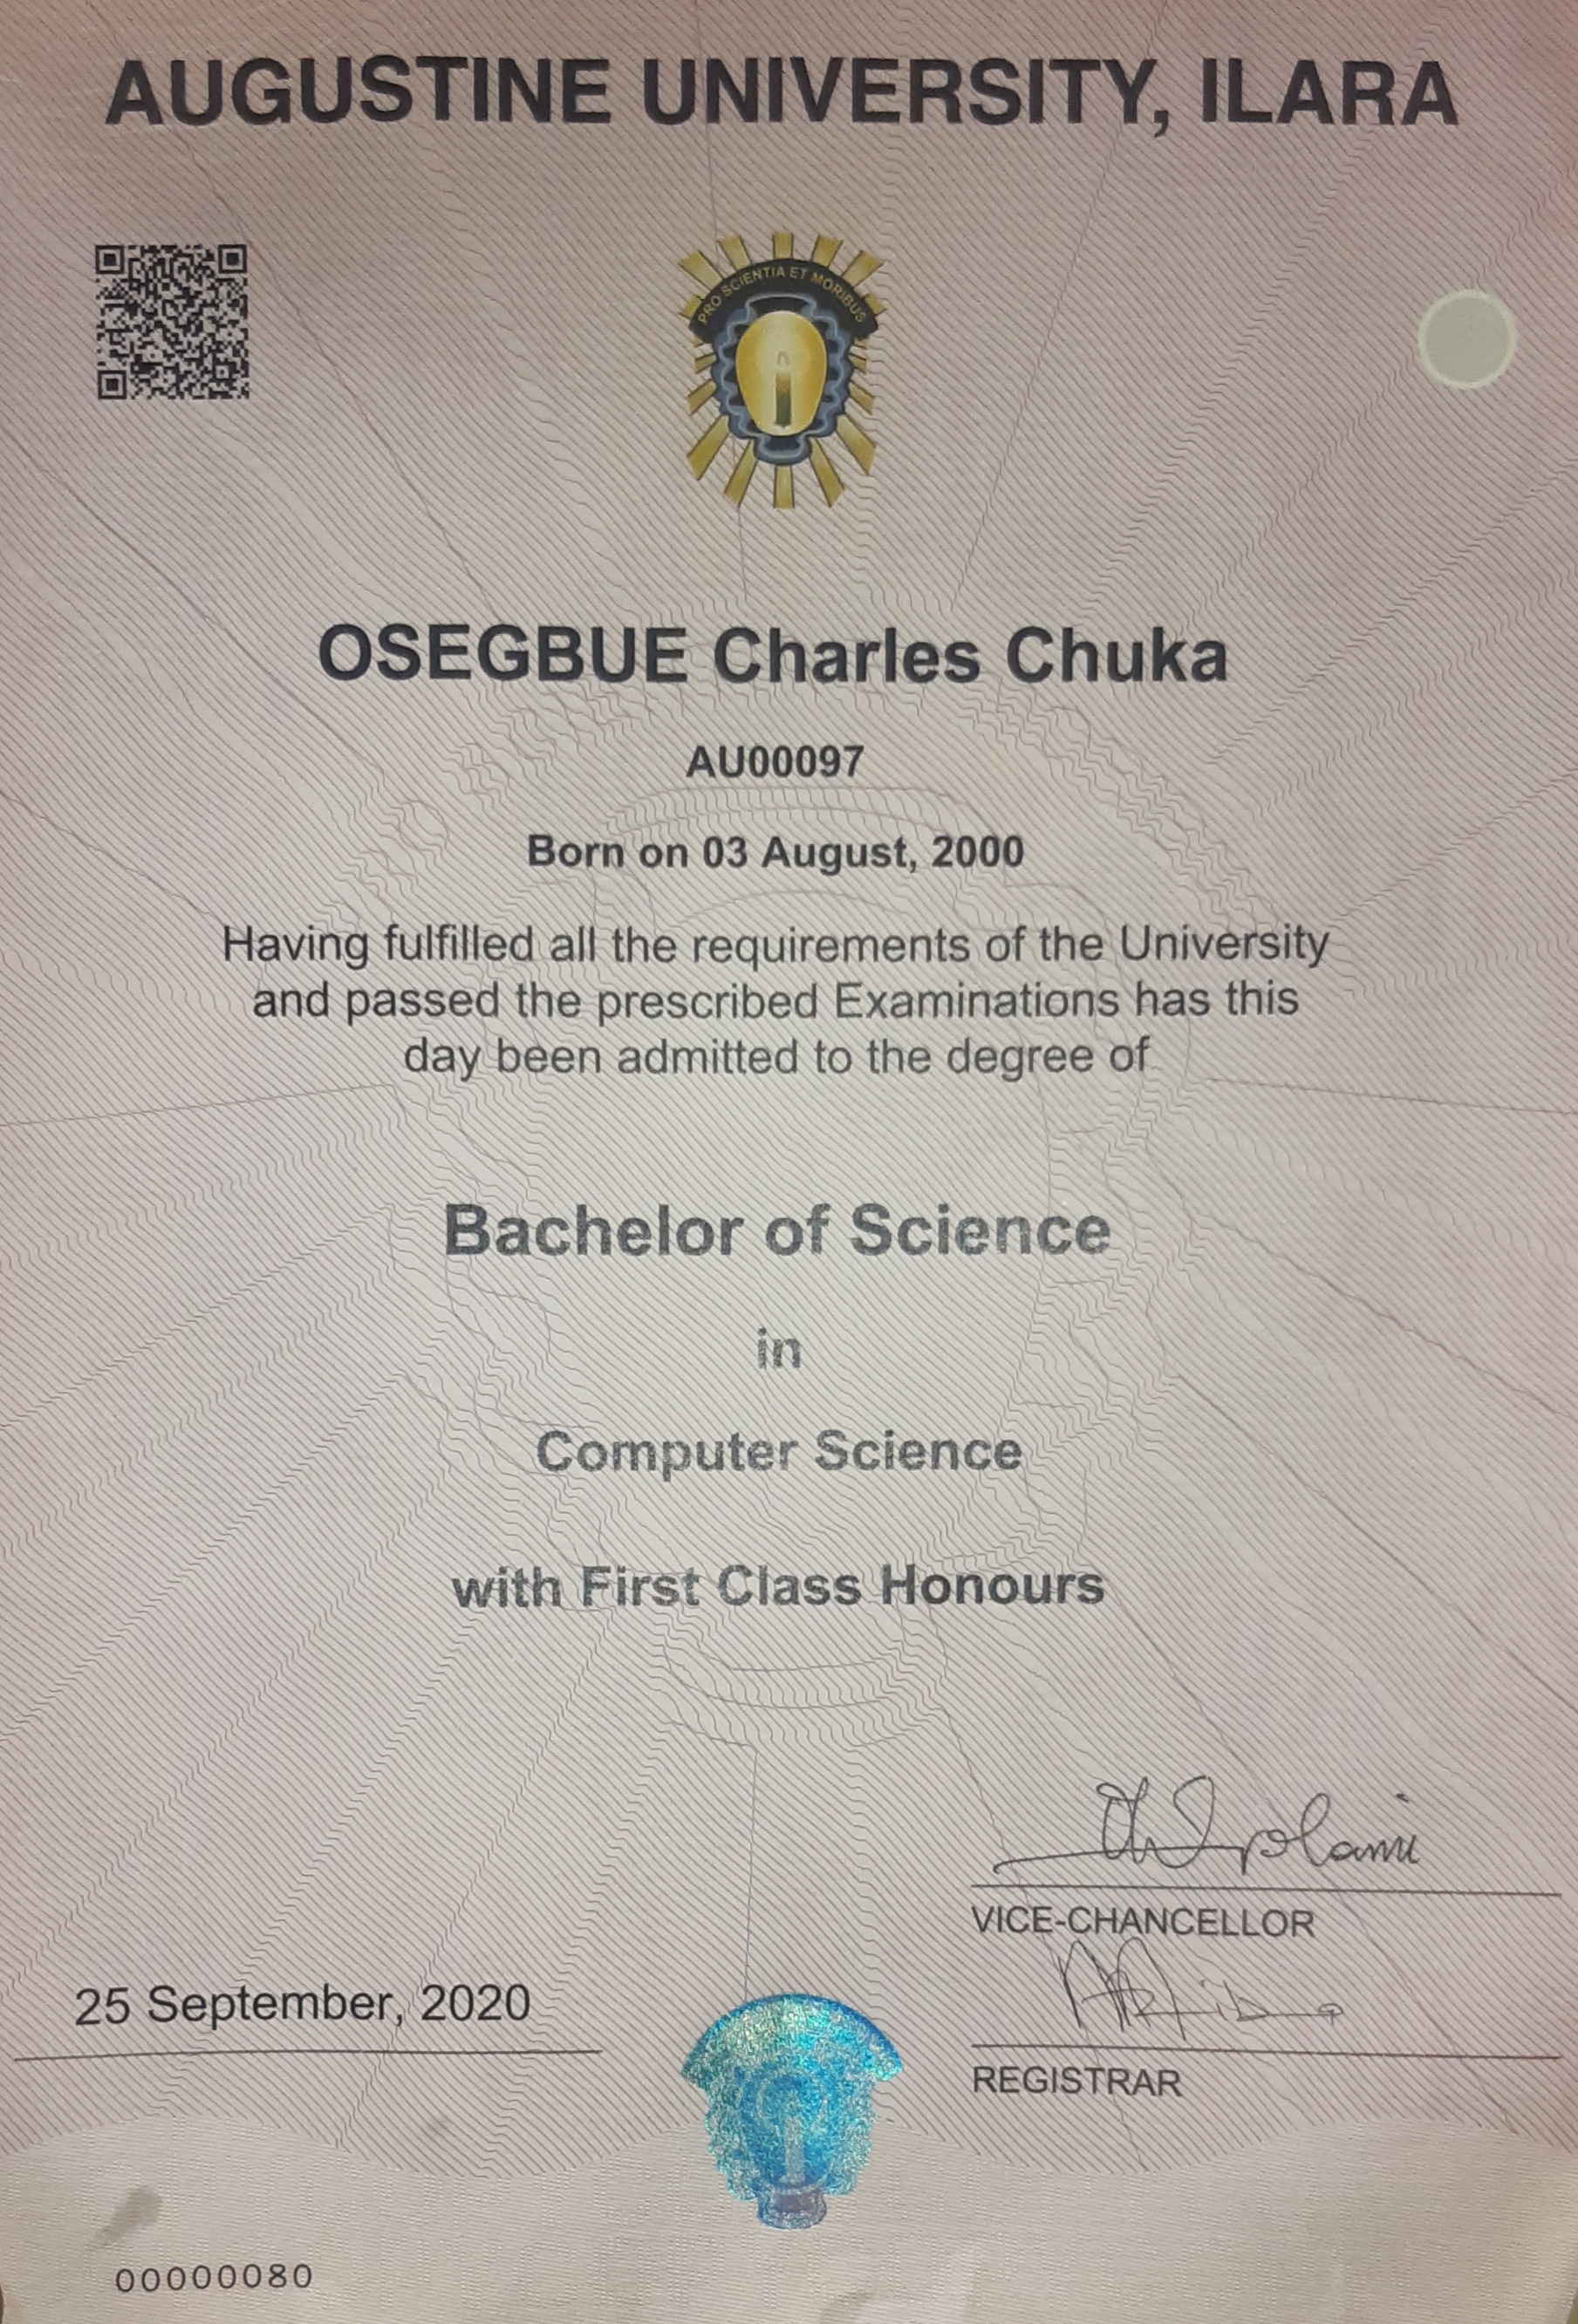 AUGUSTINE UNIVERSITY, ILARA
PRO SCIENTIA ET MORIBUS
OSEGBUE Charles Chuka
AU00097
Born on 03 August, 2000
Having fulfilled all the requirements of the University
and passed the prescribed Examinations has this
day been admitted to the degree of
Bachelor of Science
in
Computer Science
with First Class Honours
VICE-CHANCELLOR
25 September, 2020
REGISTRAR
00000080